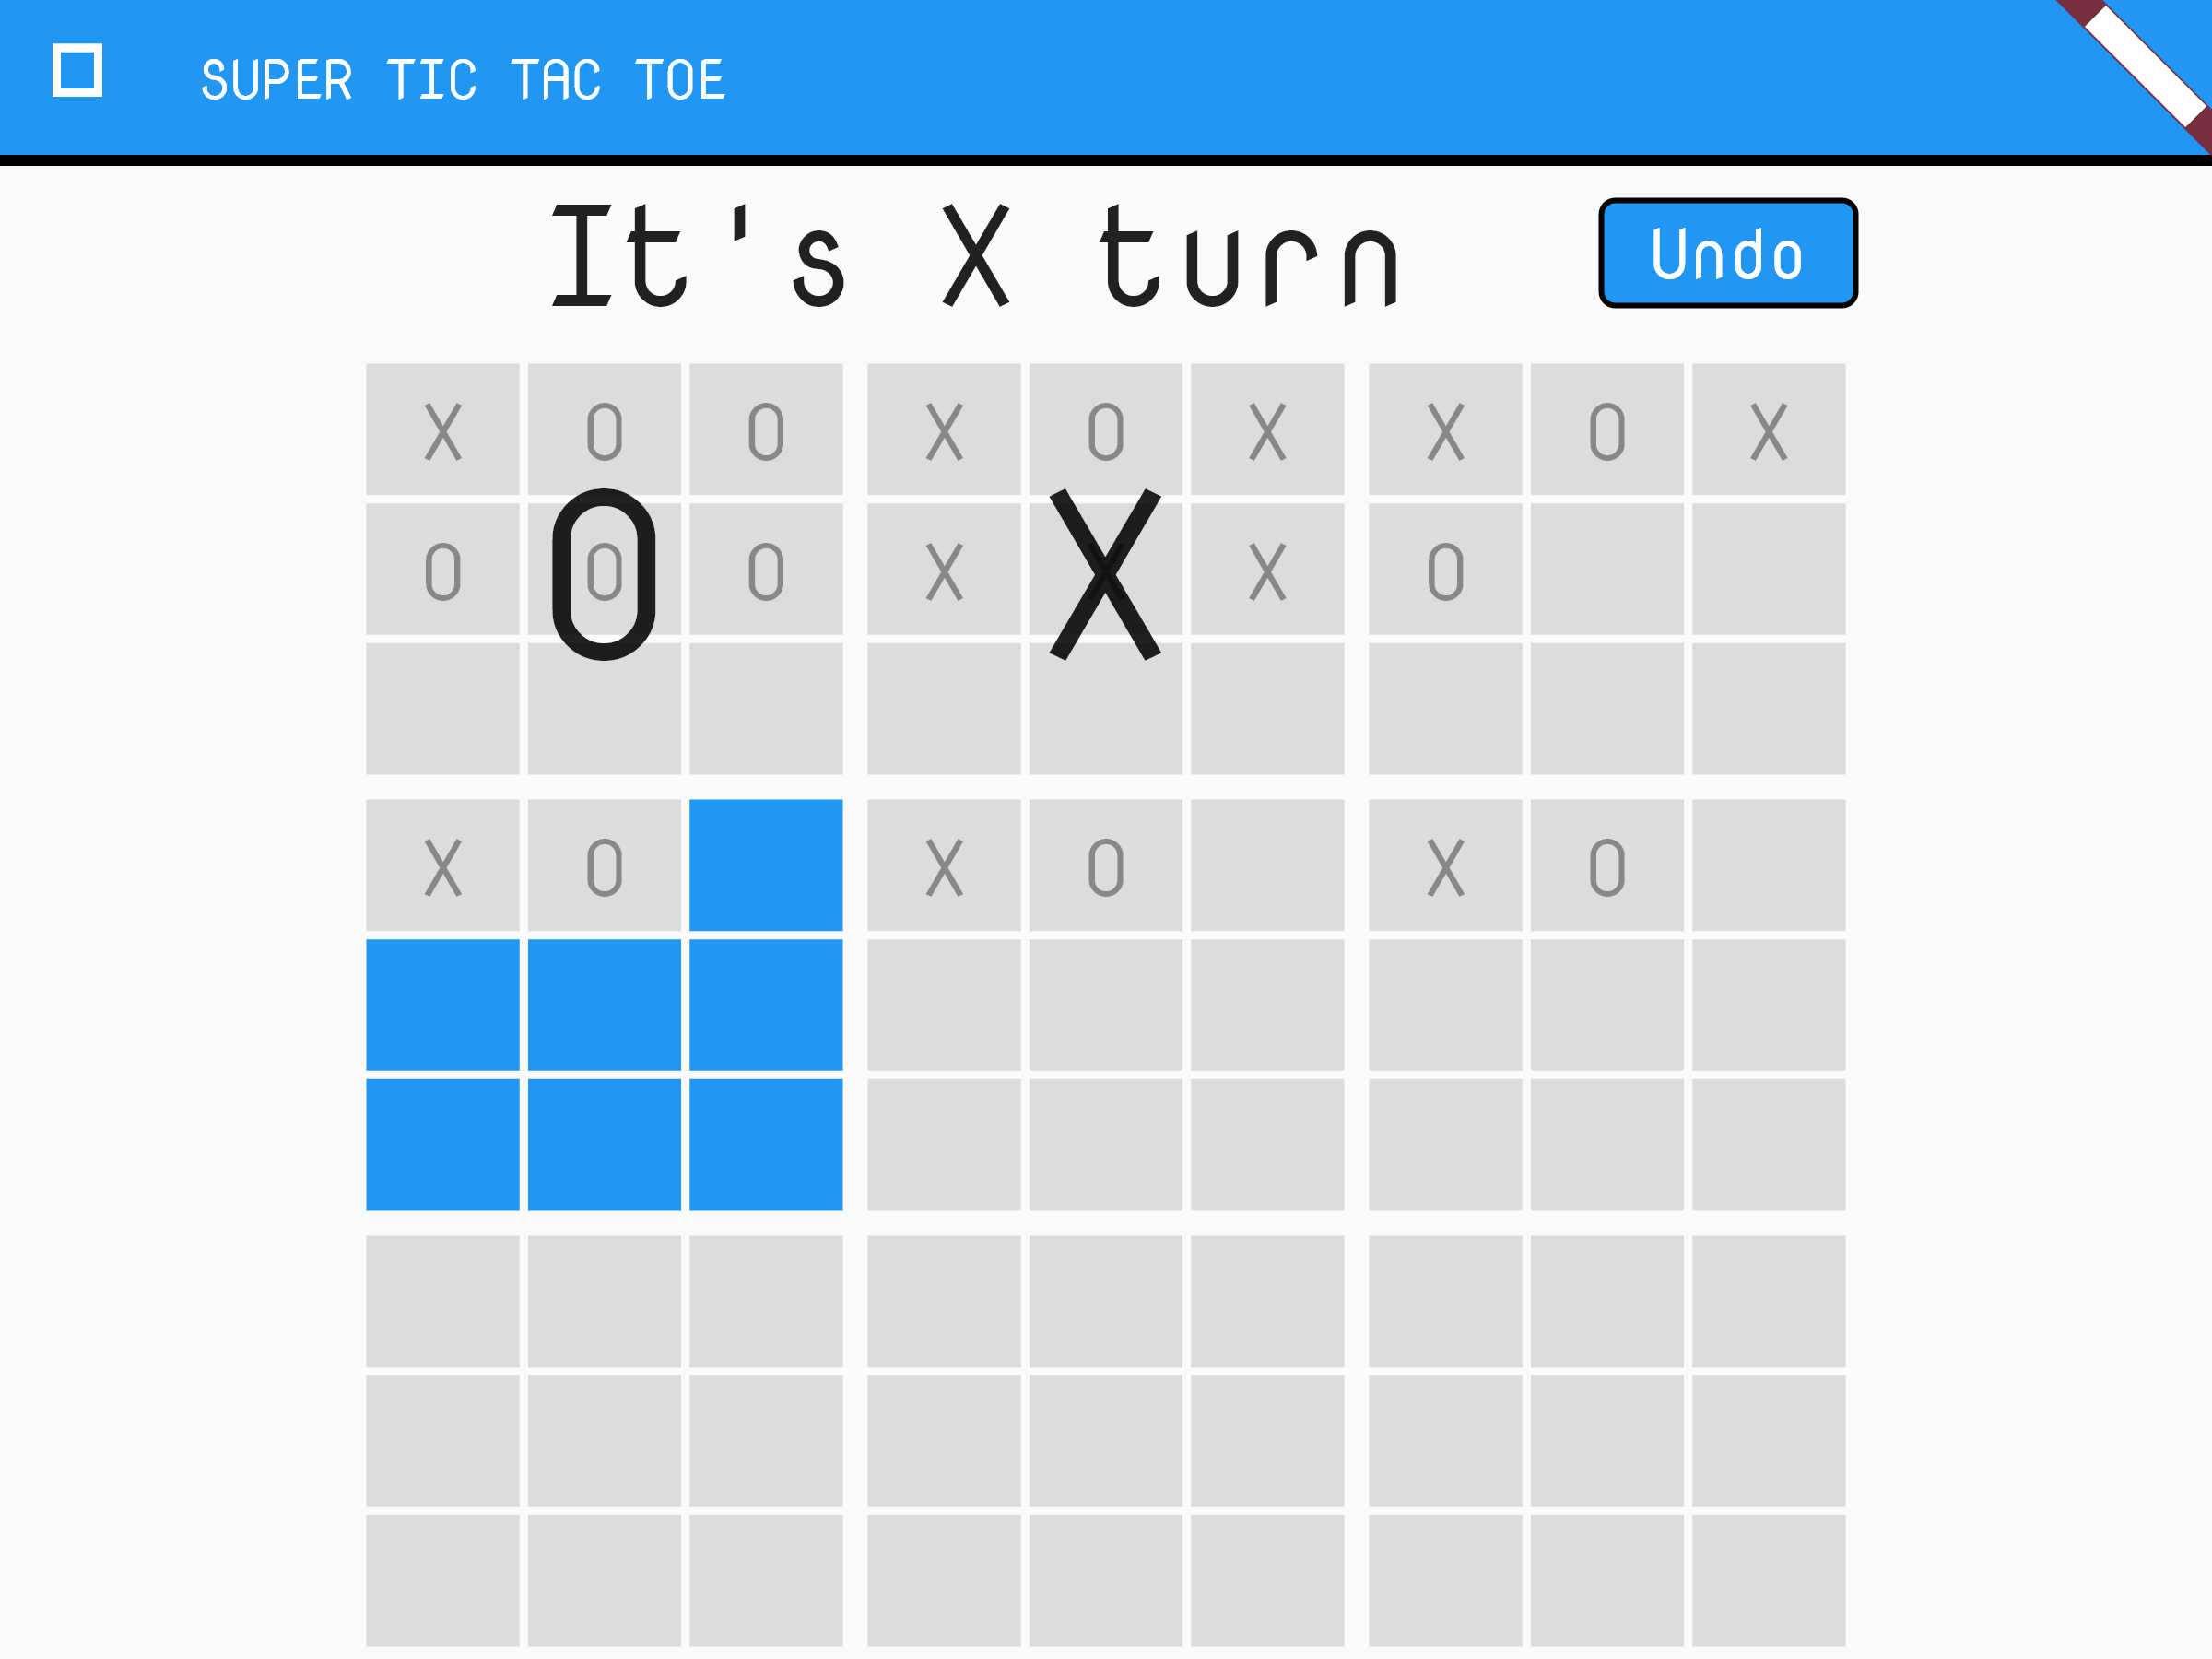 SUPER TIC TAC TOE
It's X turn
Undo
X O O X O X X O X
O O O X X X O
O X
X O X O X O